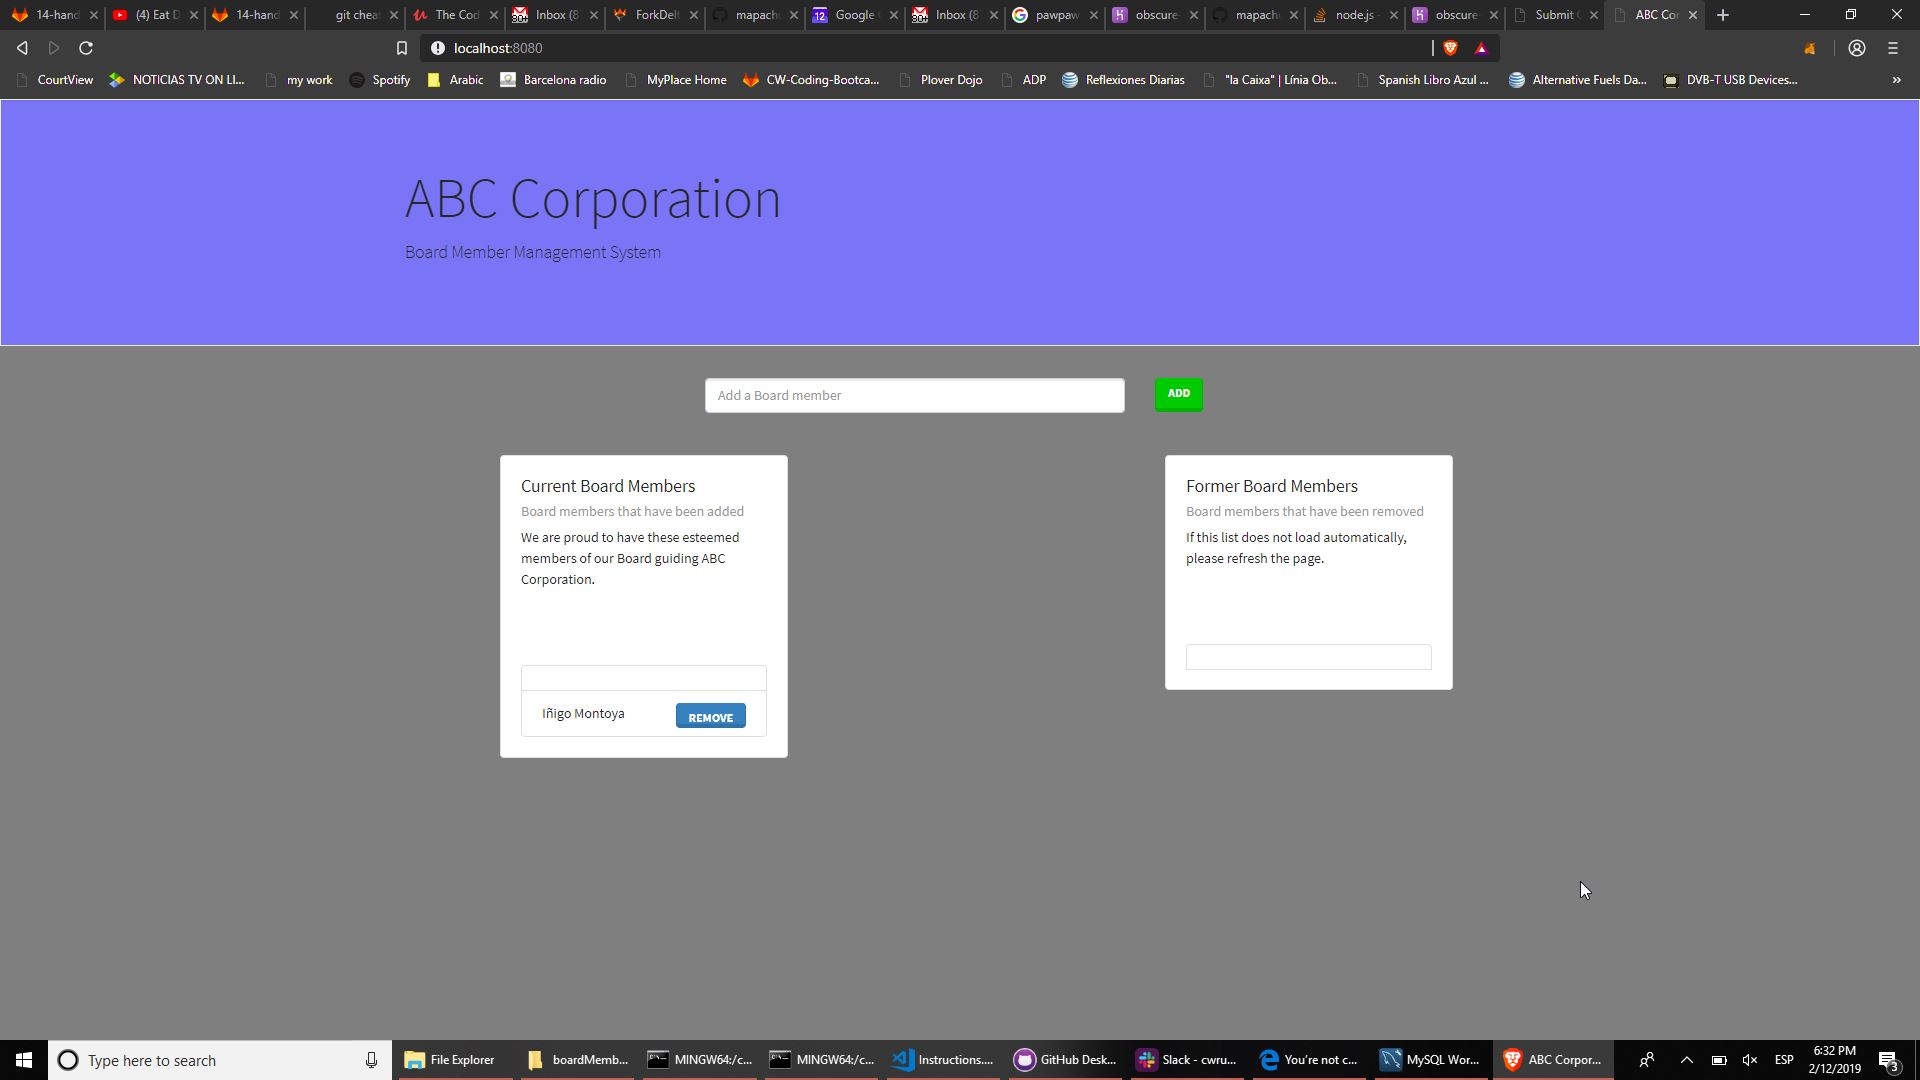 14-hand
(4) Eat D
14-hand
git cheat
The Cod
Inbox (8
ForkDelt
mapach
Google
Inbox (8
pawpaw
obscure-
mapach
node.js -
obscure-
Submit
ABC Cor
localhost:8080
CourtView
NOTICIAS TV ON LI...
my work
Spotify
Arabic
Barcelona radio
MyPlace Home
CW-Coding-Bootca...
Plover Dojo
ADP
Reflexiones Diarias
"la Caixa" | Línia Ob...
Spanish Libro Azul ...
Alternative Fuels Da...
DVB-T USB Devices...
»
ABC Corporation
Board Member Management System
Add a Board member
ADD
Current Board Members
Board members that have been added
We are proud to have these esteemed
members of our Board guiding ABC
Corporation.
Iñigo Montoya
REMOVE
Former Board Members
Board members that have been removed
If this list does not load automatically,
please refresh the page.
Type here to search
File Explorer
boardMemb...
MINGW64:/c...
MINGW64:/c...
Instructions....
GitHub Desk...
Slack - cwru...
You're not c...
MySQL Wor...
ABC Corpor...
ESP
6:32 PM
2/12/2019
3